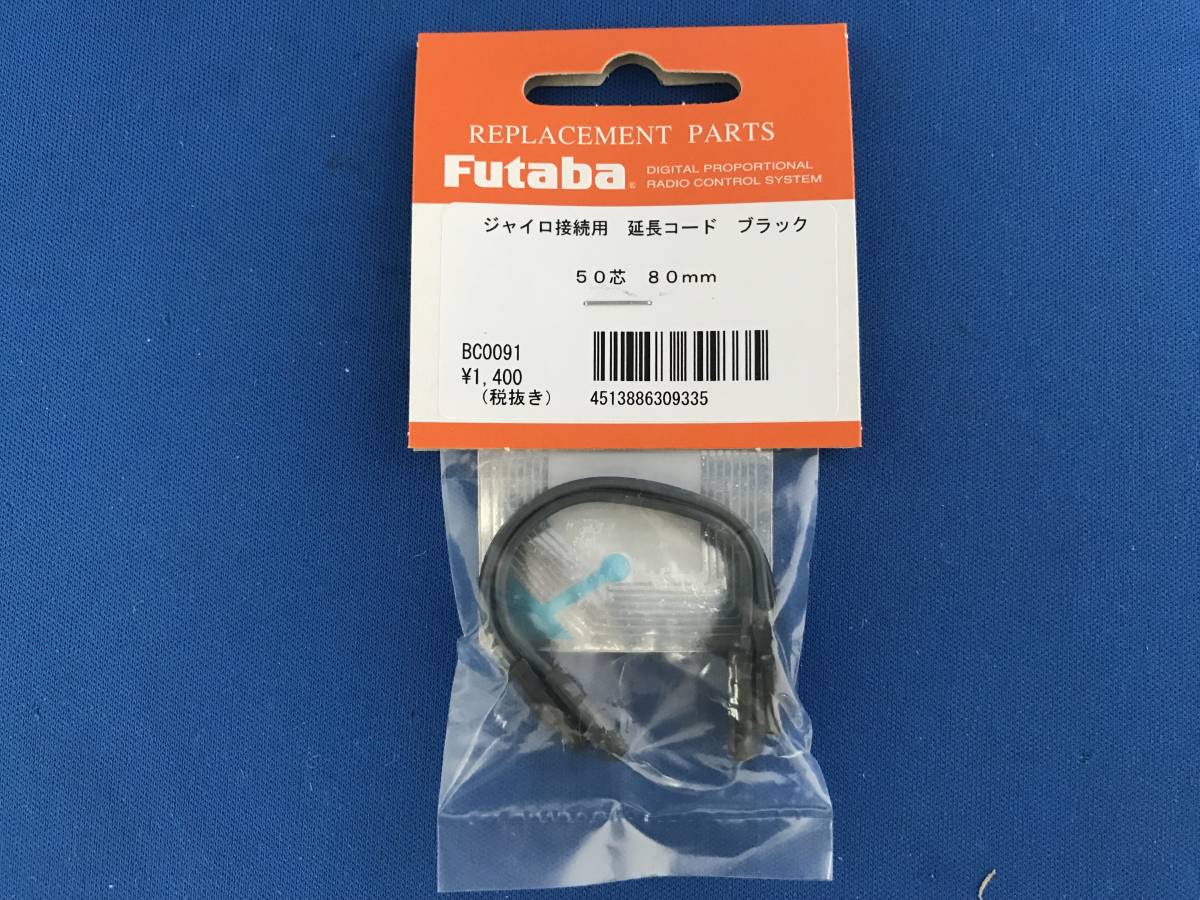 REPLACEMENT PARTS
Futaba®
DIGITAL PROPORTIONAL
RADIO CONTROL SYSTEM
ジャイロ接続用　延長コード　ブラック
５０芯　８０ｍｍ
BC0091
¥1,400
（税抜き）
4513886309335